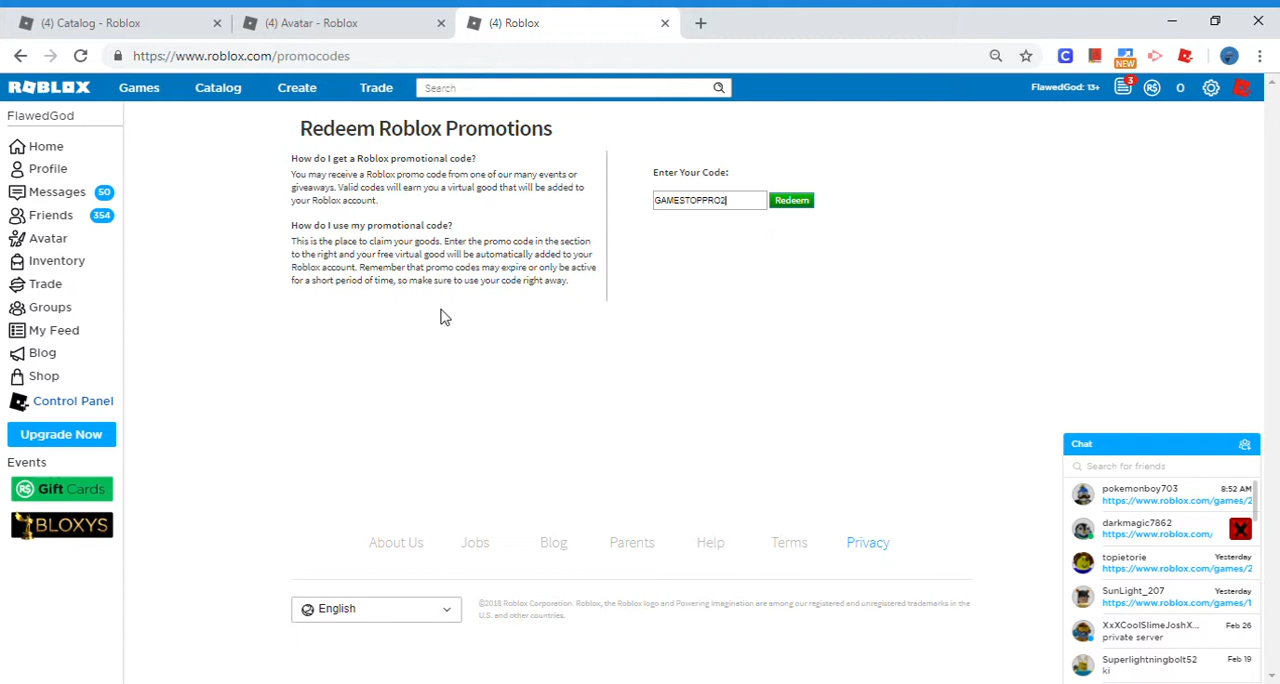 (4) Catalog - Roblox
(4) Avatar - Roblox
(4) Roblox
https://www.roblox.com/promocodes
NEW
ROBLOX
Games
Catalog
Create
Trade
Search
FlawedGod: 13+
3
R$
0
FlawedGod
Home
Profile
Messages 50
Friends 354
Avatar
Inventory
Trade
Groups
My Feed
Blog
Shop
Control Panel
Upgrade Now
Events
R$ Gift Cards
BLOXYS
Redeem Roblox Promotions
How do I get a Roblox promotional code?
You may receive a Roblox promo code from one of our many events or
giveaways. Valid codes will earn you a virtual good that will be added to
your Roblox account.
How do I use my promotional code?
This is the place to claim your goods. Enter the promo code in the section
to the right and your free virtual good will be automatically added to your
Roblox account. Remember that promo codes may expire or only be active
for a short period of time, so make sure to use your code right away.
Enter Your Code:
GAMESTOPPRO2
Redeem
About Us
Jobs
Blog
Parents
Help
Terms
Privacy
English
©2018 Roblox Corporation. Roblox, the Roblox logo and Powering Imagination are among our registered and unregistered trademarks in the
U.S. and other countries.
Chat
Search for friends
pokemonboy703 8:52 AM
https://www.roblox.com/games/2
darkmagic7862
https://www.roblox.com/
topietorie Yesterday
https://www.roblox.com/games/2
SunLight_207 Yesterday
https://www.roblox.com/games/1
XxXCoolSlimeJoshX... Feb 26
private server
Superlightningbolt52 Feb 19
ki